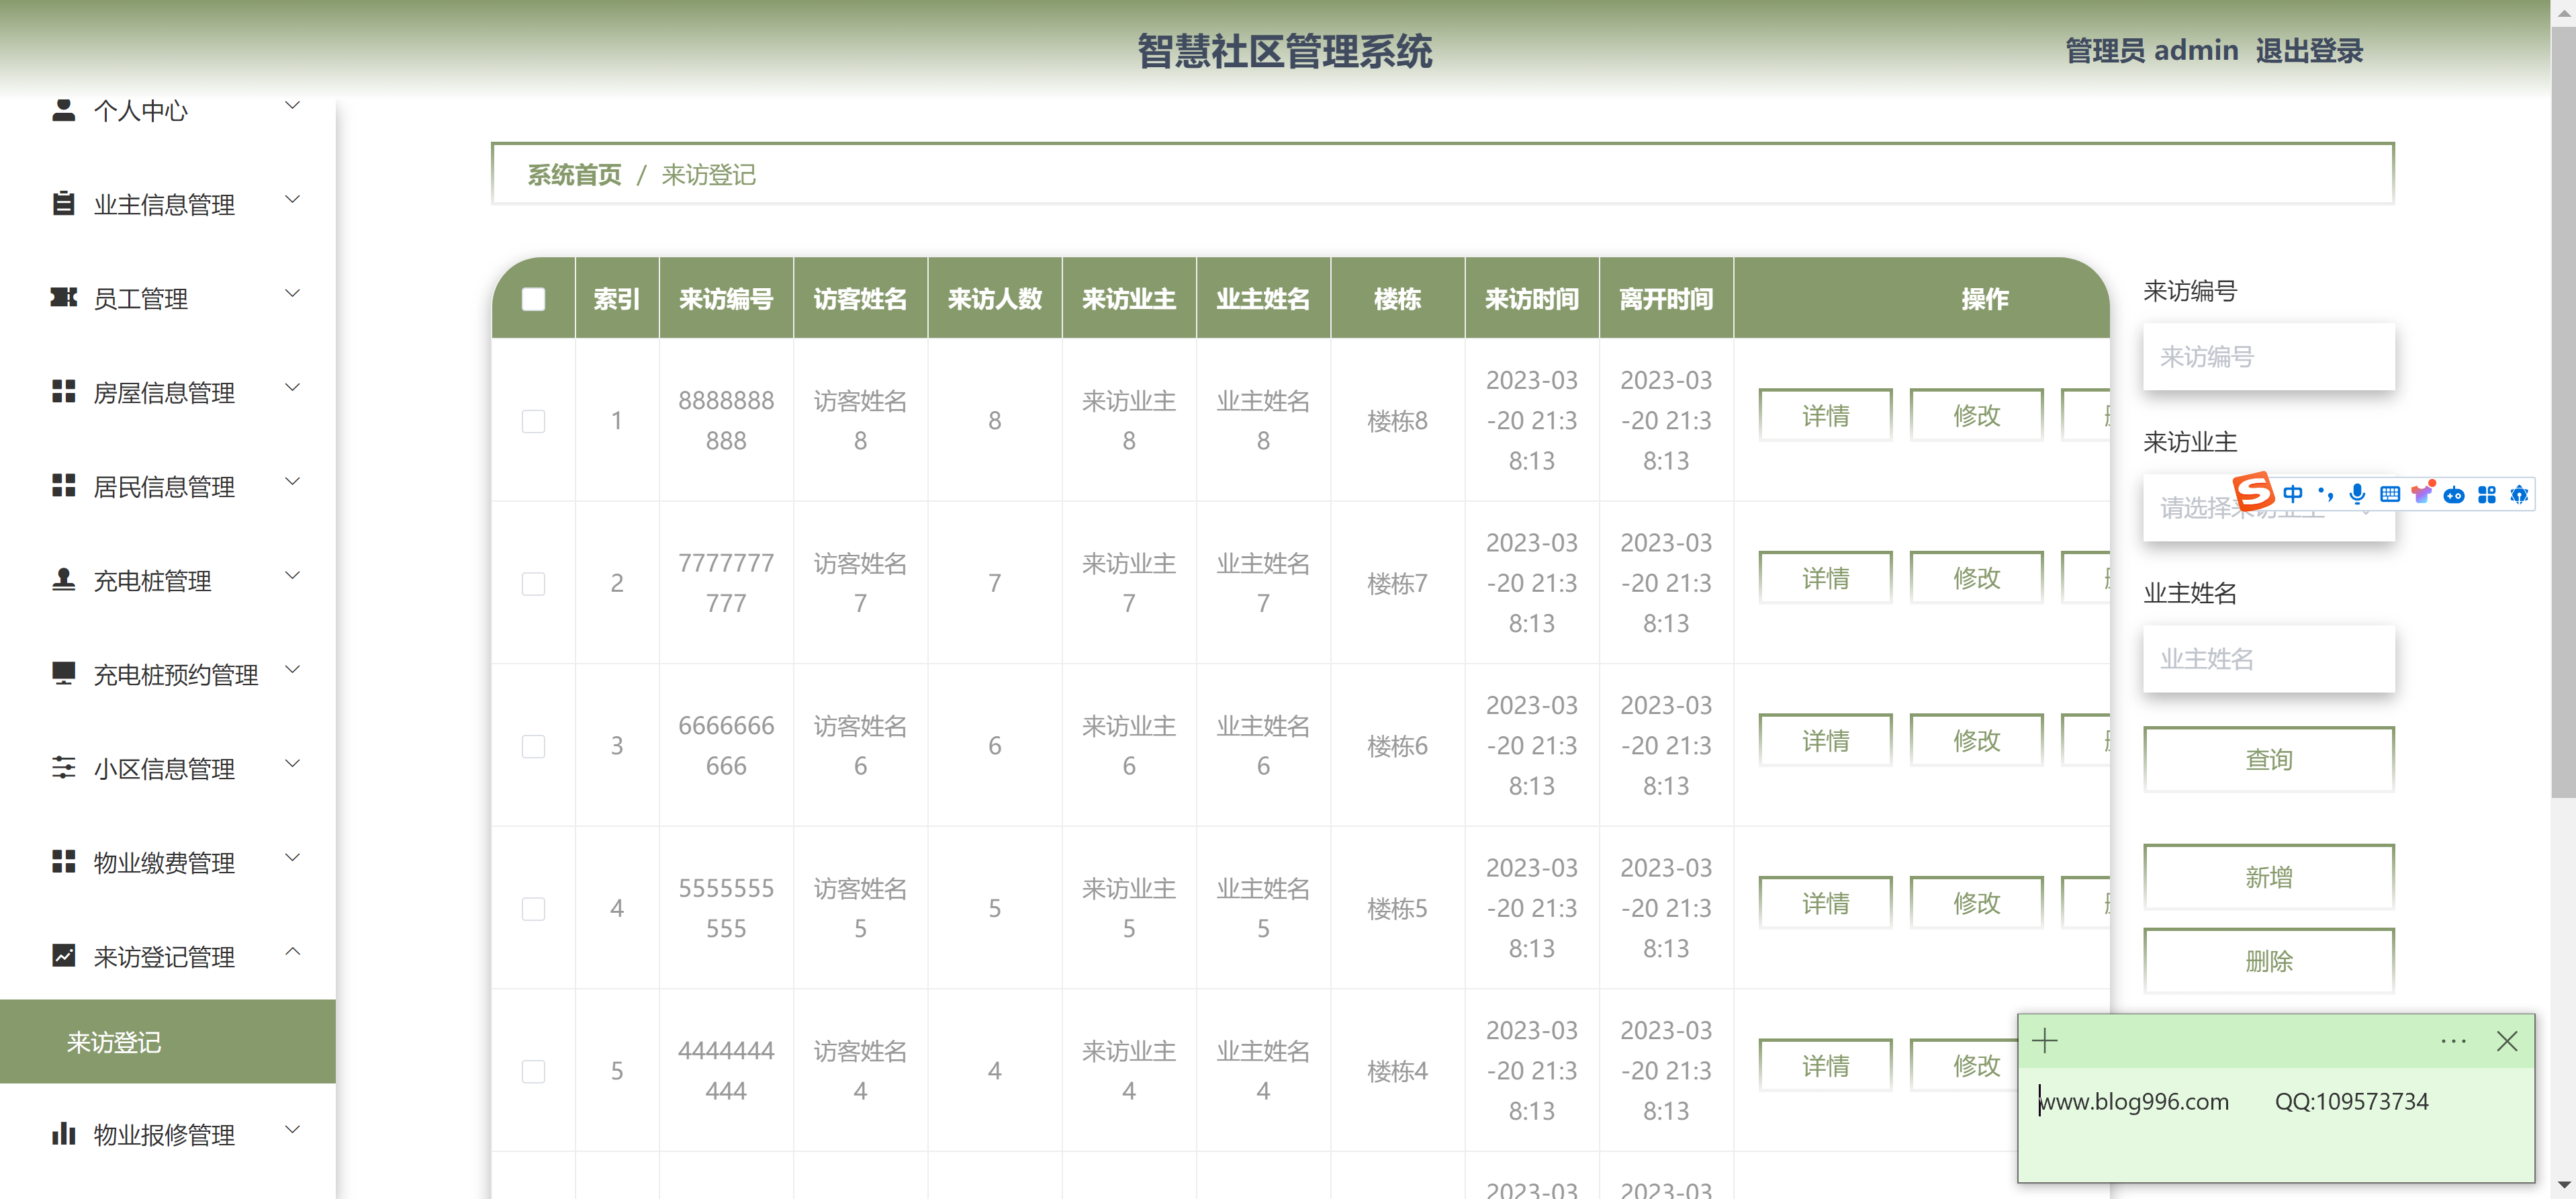 智慧社区管理系统
管理员 admin 退出登录
个人中心
业主信息管理
员工管理
房屋信息管理
居民信息管理
充电桩管理
充电桩预约管理
小区信息管理
物业缴费管理
来访登记管理
来访登记
物业报修管理
系统首页 / 来访登记
索引 来访编号 访客姓名 来访人数 来访业主 业主姓名 楼栋 来访时间 离开时间 操作
1 8888888888 访客姓名8 8 来访业主8 业主姓名8 楼栋8 2023-03-20 21:38:13 2023-03-20 21:38:13 详情 修改
2 7777777777 访客姓名7 7 来访业主7 业主姓名7 楼栋7 2023-03-20 21:38:13 2023-03-20 21:38:13 详情 修改
3 6666666666 访客姓名6 6 来访业主6 业主姓名6 楼栋6 2023-03-20 21:38:13 2023-03-20 21:38:13 详情 修改
4 5555555555 访客姓名5 5 来访业主5 业主姓名5 楼栋5 2023-03-20 21:38:13 2023-03-20 21:38:13 详情 修改
5 4444444444 访客姓名4 4 来访业主4 业主姓名4 楼栋4 2023-03-20 21:38:13 2023-03-20 21:38:13 详情 修改
2023-03 2023-03
来访编号
来访编号
来访业主
请选择来访业主
中
业主姓名
业主姓名
查询
新增
删除
www.blog996.com QQ:109573734